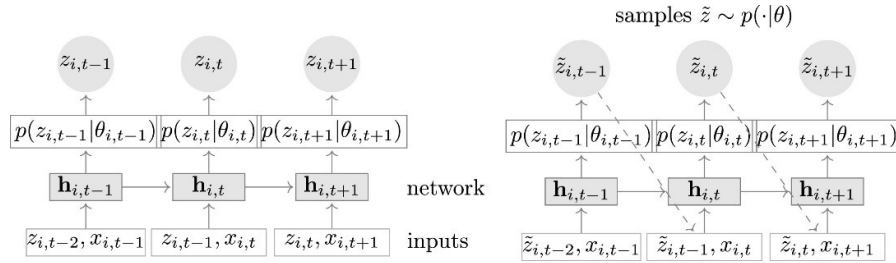 samples z̃ ∼ p(·|θ)
z_{i,t−1} z_{i,t} z_{i,t+1}
p(z_{i,t−1}|θ_{i,t−1}) p(z_{i,t}|θ_{i,t}) p(z_{i,t+1}|θ_{i,t+1})
h_{i,t−1} h_{i,t} h_{i,t+1} network
z_{i,t−2}, x_{i,t−1} z_{i,t−1}, x_{i,t} z_{i,t}, x_{i,t+1} inputs
z̃_{i,t−1} z̃_{i,t} z̃_{i,t+1}
p(z_{i,t−1}|θ_{i,t−1}) p(z_{i,t}|θ_{i,t}) p(z_{i,t+1}|θ_{i,t+1})
h_{i,t−1} h_{i,t} h_{i,t+1}
z̃_{i,t−2}, x_{i,t−1} z̃_{i,t−1}, x_{i,t} z̃_{i,t}, x_{i,t+1}